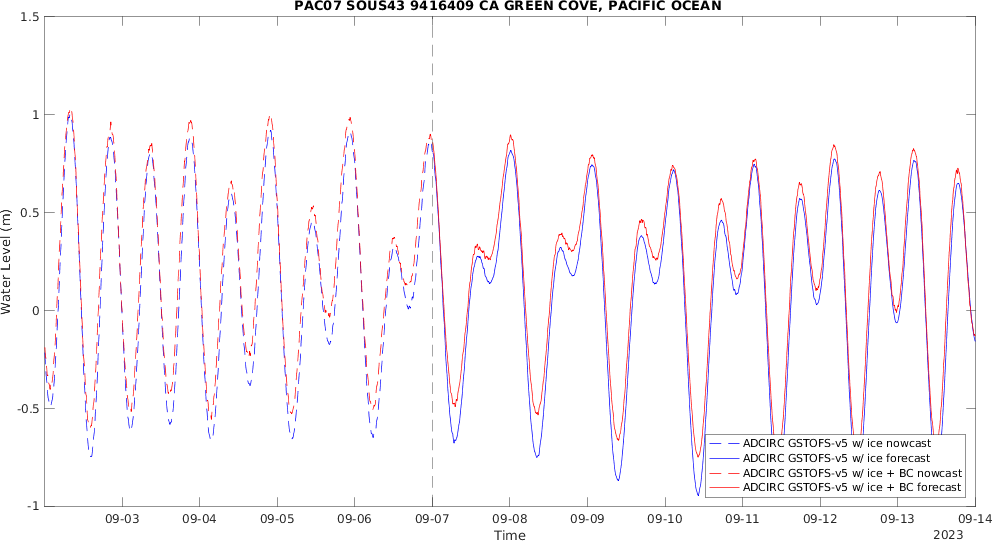 PAC07 SOUS43 9416409 CA GREEN COVE, PACIFIC OCEAN
1.5
1
0.5
0
-0.5
-1
Water Level (m)
09-03 09-04 09-05 09-06 09-07 09-08 09-09 09-10 09-11 09-12 09-13 09-14
Time
2023
ADCIRC GSTOFS-v5 w/ ice nowcast
ADCIRC GSTOFS-v5 w/ ice forecast
ADCIRC GSTOFS-v5 w/ ice + BC nowcast
ADCIRC GSTOFS-v5 w/ ice + BC forecast